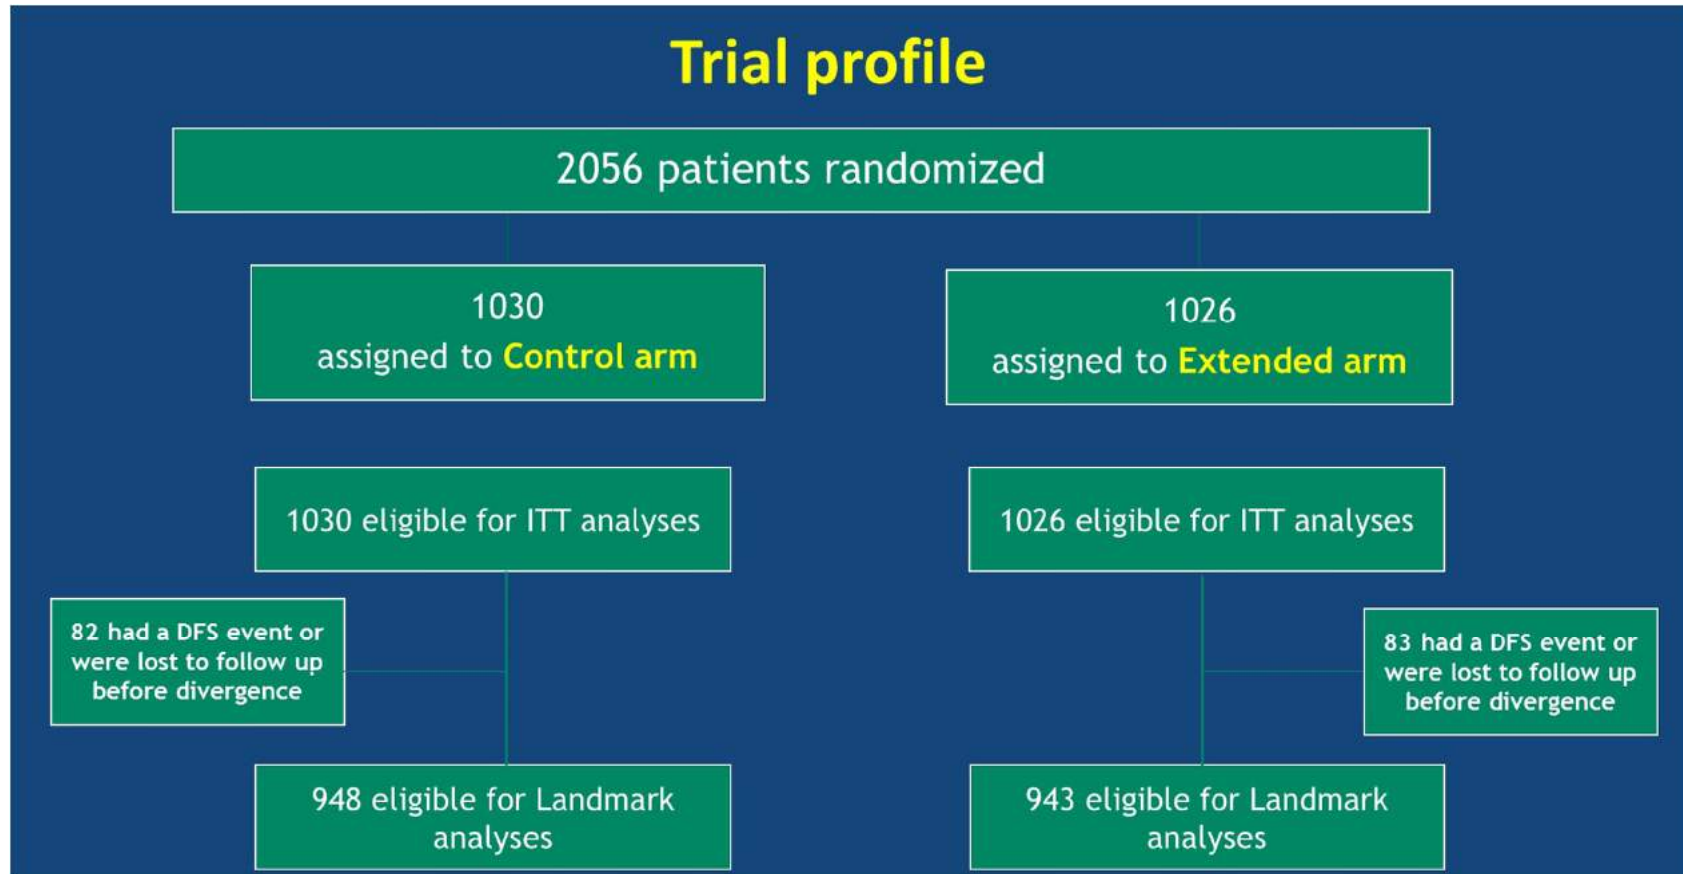 Trial profile
2056 patients randomized
1030
assigned to Control arm
1026
assigned to Extended arm
1030 eligible for ITT analyses
1026 eligible for ITT analyses
82 had a DFS event or
were lost to follow up
before divergence
83 had a DFS event or
were lost to follow up
before divergence
948 eligible for Landmark
analyses
943 eligible for Landmark
analyses